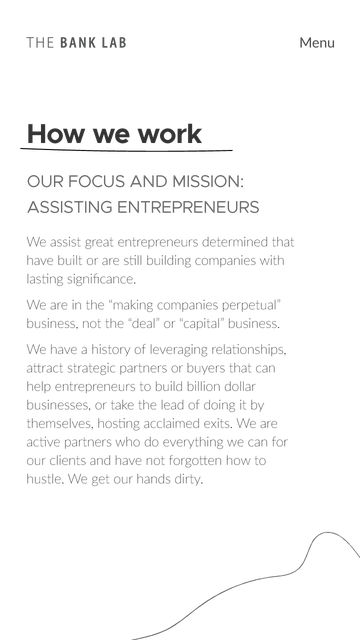 THE BANK LAB
Menu
How we work
OUR FOCUS AND MISSION:
ASSISTING ENTREPRENEURS
We assist great entrepreneurs determined that
have built or are still building companies with
lasting significance.
We are in the “making companies perpetual”
business, not the “deal” or “capital” business.
We have a history of leveraging relationships,
attract strategic partners or buyers that can
help entrepreneurs to build billion dollar
businesses, or take the lead of doing it by
themselves, hosting acclaimed exits. We are
active partners who do everything we can for
our clients and have not forgotten how to
hustle. We get our hands dirty.